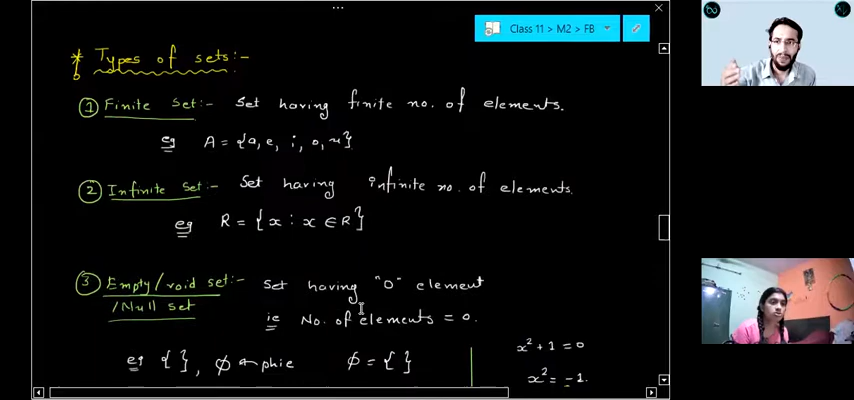 Class 11 > M2 > FB
* Types of sets:-
① Finite Set:- Set having finite no. of elements.
eg A = {a, e, i, o, u}
② Infinite Set:- Set having infinite no. of elements.
eg R = {x : x ∈ R}
③ Empty/void set:- Set having "0" element
/Null set
ie No. of elements = 0.
eg { }, ϕ → phie ϕ = { }
x² + 1 = 0
x² = -1.